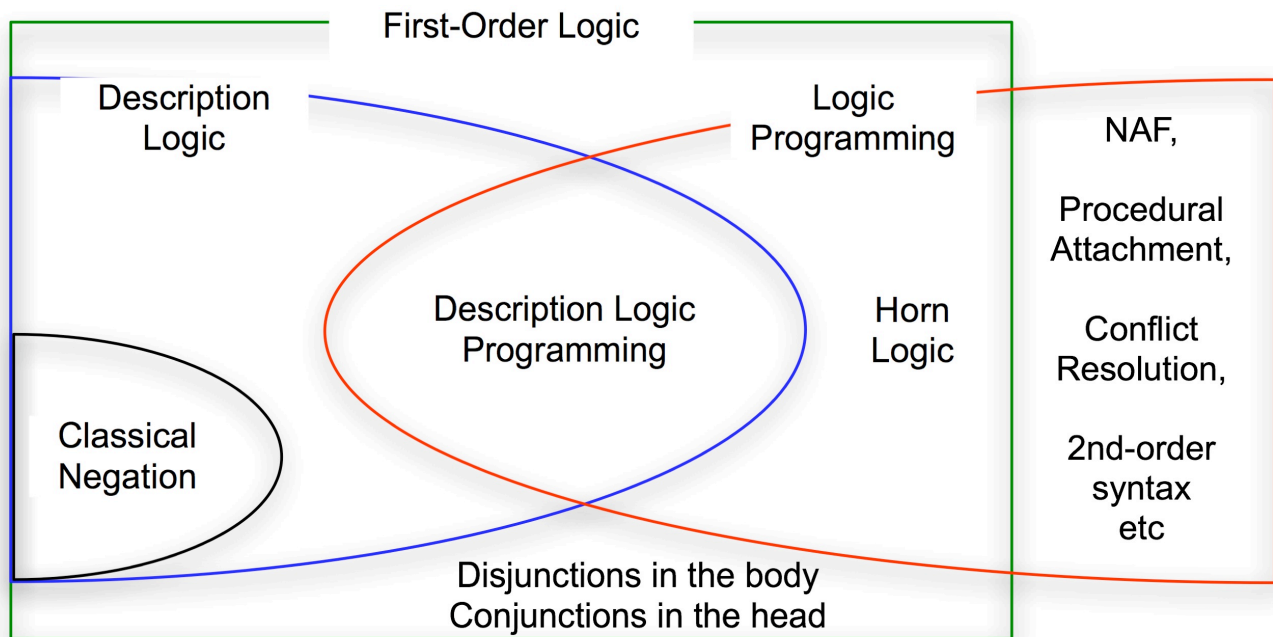 First-Order Logic
Description
Logic
Logic
Programming
NAF,
Procedural
Attachment,
Description Logic
Programming
Horn
Logic
Conflict
Resolution,
Classical
Negation
2nd-order
syntax
etc
Disjunctions in the body
Conjunctions in the head